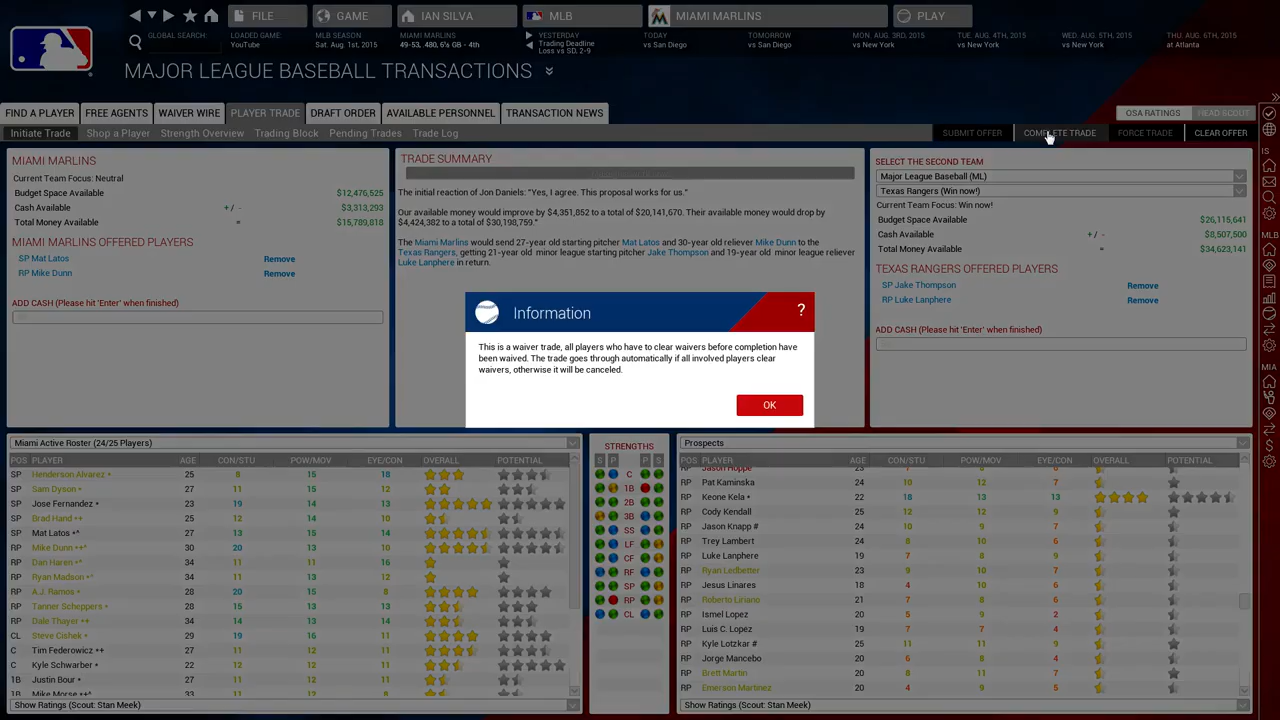 FILE
GAME
IAN SILVA
MLB
MIAMI MARLINS
PLAY
GLOBAL SEARCH:
LOADED GAME:
YouTube
MLB SEASON
Sat. Aug. 1st, 2015
MIAMI MARLINS
49-53, .480, 6½ GB - 4th
YESTERDAY
Trading Deadline
Loss vs SD, 2-9
TODAY
vs San Diego
TOMORROW
vs San Diego
MON. AUG. 3RD, 2015
vs New York
TUE. AUG. 4TH, 2015
vs New York
WED. AUG. 5TH, 2015
vs New York
THU. AUG. 6TH, 2015
at Atlanta
MAJOR LEAGUE BASEBALL TRANSACTIONS
FIND A PLAYER
FREE AGENTS
WAIVER WIRE
PLAYER TRADE
DRAFT ORDER
AVAILABLE PERSONNEL
TRANSACTION NEWS
OSA RATINGS
HEAD SCOUT
Initiate Trade
Shop a Player
Strength Overview
Trading Block
Pending Trades
Trade Log
SUBMIT OFFER
COMPLETE TRADE
FORCE TRADE
CLEAR OFFER
MIAMI MARLINS
Current Team Focus: Neutral
Budget Space Available $12,476,525
Cash Available + / - $3,313,293
Total Money Available = $15,789,818
MIAMI MARLINS OFFERED PLAYERS
SP Mat Latos Remove
RP Mike Dunn Remove
ADD CASH (Please hit 'Enter' when finished)
TRADE SUMMARY
The initial reaction of Jon Daniels: "Yes, I agree. This proposal works for us."
Our available money would improve by $4,351,852 to a total of $20,141,670. Their available money would drop by
$4,424,382 to a total of $30,198,759."
The Miami Marlins would send 27-year old starting pitcher Mat Latos and 30-year old reliever Mike Dunn to the
Texas Rangers, getting 21-year old minor league starting pitcher Jake Thompson and 19-year old minor league reliever
Luke Lanphere in return.
SELECT THE SECOND TEAM
Major League Baseball (ML)
Texas Rangers (Win now!)
Current Team Focus: Win now!
Budget Space Available $26,115,641
Cash Available + / - $8,507,500
Total Money Available = $34,623,141
TEXAS RANGERS OFFERED PLAYERS
SP Jake Thompson Remove
RP Luke Lanphere Remove
ADD CASH (Please hit 'Enter' when finished)
Information
?
This is a waiver trade, all players who have to clear waivers before completion have
been waived. The trade goes through automatically if all involved players clear
waivers, otherwise it will be canceled.
OK
Miami Active Roster (24/25 Players)
POS PLAYER AGE CON/STU POW/MOV EYE/CON OVERALL POTENTIAL
SP Henderson Alvarez * 25 8 15 18
SP Sam Dyson * 27 11 15 12
SP Jose Fernandez * 23 19 14 13
SP Brad Hand *+ 25 12 14 10
SP Mat Latos *^ 27 13 15 14
RP Mike Dunn ++^ 30 20 13 10
RP Dan Haren *^ 34 11 11 16
RP Ryan Madson *^ 34 11 13 12
RP A.J. Ramos * 28 20 15 8
RP Tanner Scheppers * 28 15 13 13
RP Dale Thayer ++ 34 14 13 14
CL Steve Cishek * 29 19 16 11
C Tim Federowicz ++ 27 11 12 11
C Kyle Schwarber * 22 12 12 11
1B Justin Bour * 27 11 12 12
1B Mike Morse ++^ 33 11 12 10
Show Ratings (Scout: Stan Meek)
STRENGTHS
S P P S
C
1B
2B
3B
SS
LF
CF
RF
SP
RP
CL
Prospects
POS PLAYER AGE CON/STU POW/MOV EYE/CON OVERALL POTENTIAL
RP Jason Hoppe 23 7 8 6
RP Pat Kaminska 24 10 12 7
RP Keone Kela * 22 18 13 13
RP Cody Kendall 25 12 12 9
RP Jason Knapp # 24 10 9 7
RP Trey Lambert 24 8 10 6
RP Luke Lanphere 19 7 8 9
RP Ryan Ledbetter 23 9 10 7
RP Jesus Linares 18 4 10 6
RP Roberto Liriano 21 7 8 6
RP Ismel Lopez 20 5 9 2
RP Luis C. Lopez 19 7 7 4
RP Kyle Lotzkar # 25 11 11 9
RP Jorge Mancebo 20 6 8 4
RP Brett Martin 20 8 11 7
RP Emerson Martinez 20 4 9 5
Show Ratings (Scout: Stan Meek)
IS
MLB
MIA